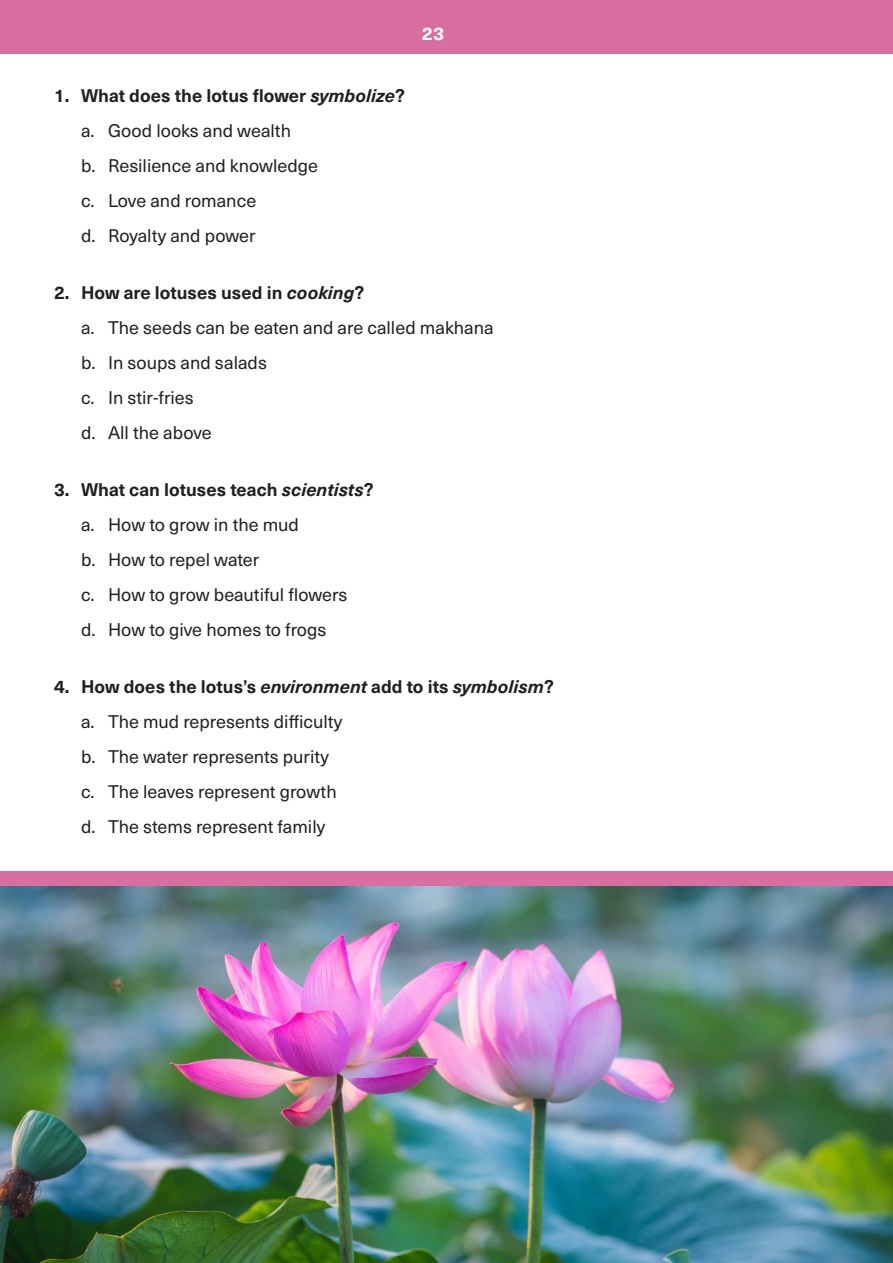 23
1. What does the lotus flower symbolize?
a. Good looks and wealth
b. Resilience and knowledge
c. Love and romance
d. Royalty and power
2. How are lotuses used in cooking?
a. The seeds can be eaten and are called makhana
b. In soups and salads
c. In stir-fries
d. All the above
3. What can lotuses teach scientists?
a. How to grow in the mud
b. How to repel water
c. How to grow beautiful flowers
d. How to give homes to frogs
4. How does the lotus’s environment add to its symbolism?
a. The mud represents difficulty
b. The water represents purity
c. The leaves represent growth
d. The stems represent family